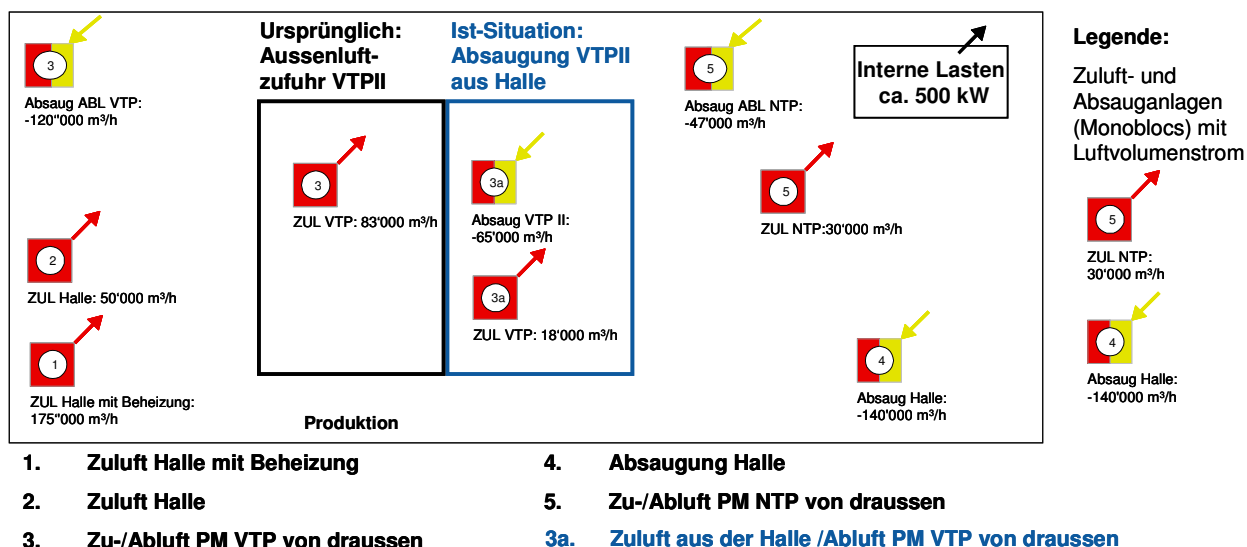 3
Absaug ABL VTP:
-120"000 m³/h
2
ZUL Halle: 50'000 m³/h
1
ZUL Halle mit Beheizung:
175"000 m³/h
Ursprünglich:
Aussenluft-
zufuhr VTPII
3
ZUL VTP: 83'000 m³/h
Ist-Situation:
Absaugung VTPII
aus Halle
3a
Absaug VTP II:
-65'000 m³/h
3a
ZUL VTP: 18'000 m³/h
Produktion
5
Absaug ABL NTP:
-47'000 m³/h
5
ZUL NTP:30'000 m³/h
Interne Lasten
ca. 500 kW
4
Absaug Halle:
-140'000 m³/h
Legende:
Zuluft- und
Absauganlagen
(Monoblocs) mit
Luftvolumenstrom
5
ZUL NTP:
30'000 m³/h
4
Absaug Halle:
-140'000 m³/h
1. Zuluft Halle mit Beheizung
2. Zuluft Halle
3. Zu-/Abluft PM VTP von draussen
4. Absaugung Halle
5. Zu-/Abluft PM NTP von draussen
3a. Zuluft aus der Halle /Abluft PM VTP von draussen